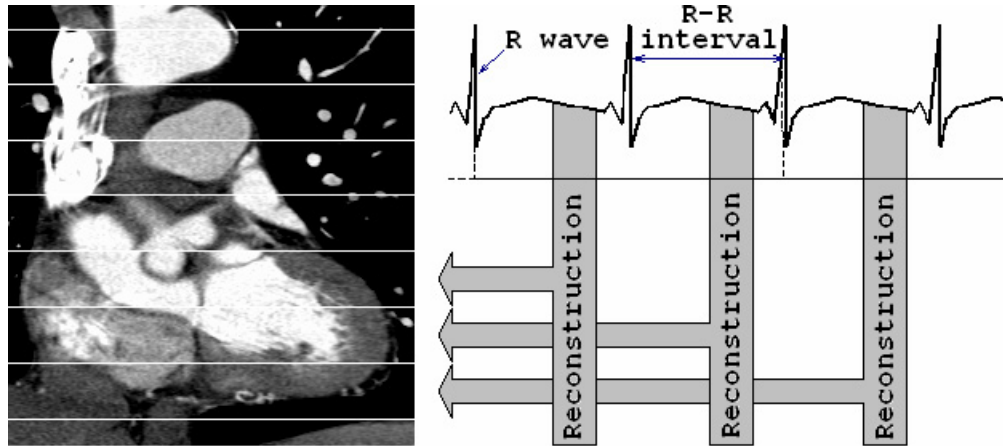 R wave
R-R
interval
Reconstruction
Reconstruction
Reconstruction